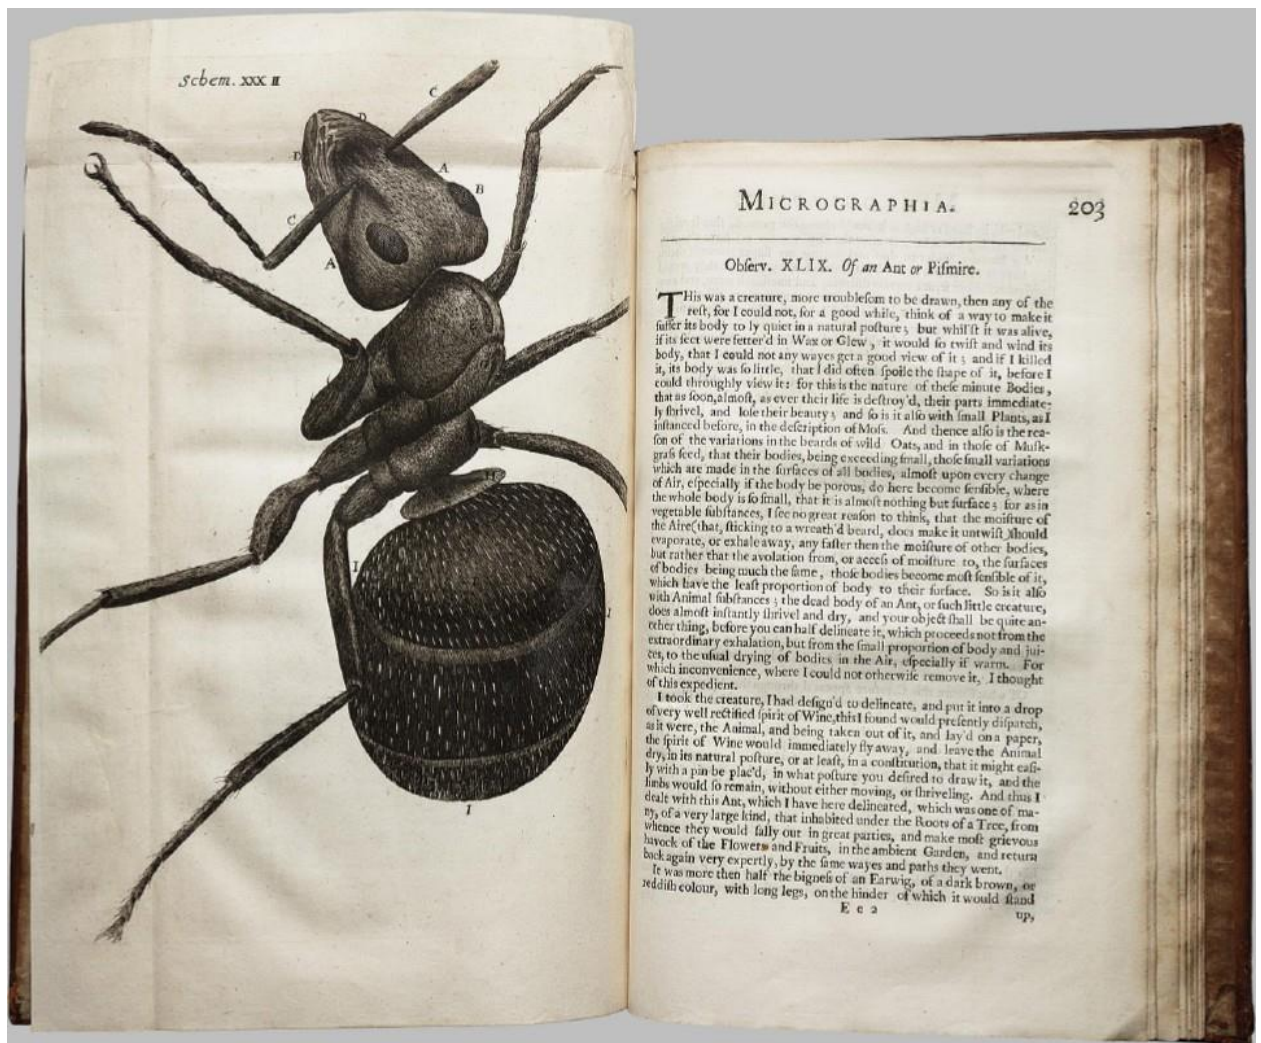 Schem. XXXII
C
D
D
A
B
C
A
H
I
I
I
MICROGRAPHIA.
203
Obſerv. XLIX. Of an Ant or Piſmire.
THis was a creature, more troubleſom to be drawn, then any of the
reſt, for I could not, for a good while, think of a way to make it
ſuffer its body to ly quiet in a natural poſture; but whil'ſt it was alive,
if its feet were fetter'd in Wax or Glew, it would ſo twiſt and wind its
body, that I could not any wayes get a good view of it; and if I killed
it, its body was ſo little, that I did often ſpoile the ſhape of it, before I
could throughly view it: for this is the nature of theſe minute Bodies,
that as ſoon, almoſt, as ever their life is deſtroy'd, their parts immediate-
ly ſhrivel, and loſe their beauty; and ſo is it alſo with ſmall Plants, as I
inſtanced before, in the deſcription of Moſs. And thence alſo is the rea-
ſon of the variations in the beards of wild Oats, and in thoſe of Muſk-
graſs ſeed, that their bodies, being exceeding ſmall, thoſe ſmall variations
which are made in the ſurfaces of all bodies, almoſt upon every change
of Air, eſpecially if the body be porous, do here become ſenſible, where
the whole body is ſo ſmall, that it is almoſt nothing but ſurface; for as in
vegetable ſubſtances, I ſee no great reaſon to think, that the moiſture of
the Aire (that, ſticking to a wreath'd beard, does make it untwiſt) ſhould
evaporate, or exhale away, any faſter then the moiſture of other bodies,
but rather that the avolation from, or acceſs of moiſture to, the ſurfaces
of bodies being much the ſame, thoſe bodies become moſt ſenſible of it,
which have the leaſt proportion of body to their ſurface. So is it alſo
with Animal ſubſtances; the dead body of an Ant, or ſuch little creature,
does almoſt inſtantly ſhrivel and dry, and your object ſhall be quite an-
other thing, before you can half delineate it, which proceeds not from the
extraordinary exhalation, but from the ſmall proportion of body and jui-
ces, to the uſual drying of bodies in the Air, eſpecially if warm. For
which inconvenience, where I could not otherwiſe remove it, I thought
of this expedient.
I took the creature, I had deſign'd to delineate, and put it into a drop
of very well rectified ſpirit of Wine, this I found would preſently diſpatch,
as it were, the Animal, and being taken out of it, and lay'd on a paper,
the ſpirit of Wine would immediately fly away, and leave the Animal
dry, in its natural poſture, or at leaſt, in a conſtitution, that it might eaſi-
ly with a pin be plac'd, in what poſture you deſired to draw it, and the
limbs would ſo remain, without either moving, or ſhriveling. And thus I
dealt with this Ant, which I have here delineated, which was one of ma-
ny, of a very large kind, that inhabited under the Roots of a Tree, from
whence they would ſally out in great parties, and make moſt grievous
havock of the Flowers and Fruits, in the ambient Garden, and return
back again very expertly, by the ſame wayes and paths they went.
It was more then half the bigneſs of an Earwig, of a dark brown, or
reddiſh colour, with long legs, on the hinder of which it would ſtand
E e 2
up,